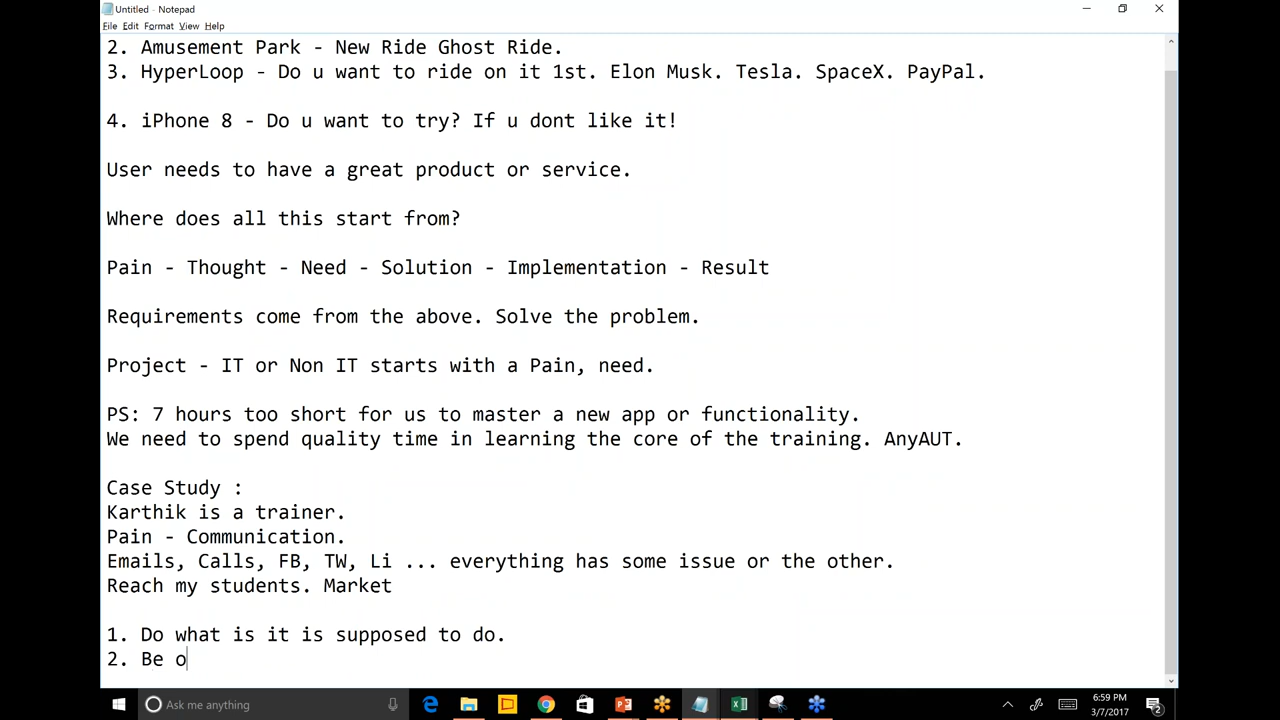 Untitled - Notepad
File Edit Format View Help
2. Amusement Park - New Ride Ghost Ride.
3. HyperLoop - Do u want to ride on it 1st. Elon Musk. Tesla. SpaceX. PayPal.
4. iPhone 8 - Do u want to try? If u dont like it!
User needs to have a great product or service.
Where does all this start from?
Pain - Thought - Need - Solution - Implementation - Result
Requirements come from the above. Solve the problem.
Project - IT or Non IT starts with a Pain, need.
PS: 7 hours too short for us to master a new app or functionality.
We need to spend quality time in learning the core of the training. AnyAUT.
Case Study :
Karthik is a trainer.
Pain - Communication.
Emails, Calls, FB, TW, Li ... everything has some issue or the other.
Reach my students. Market
1. Do what is it is supposed to do.
2. Be o
Ask me anything
6:59 PM
3/7/2017
2